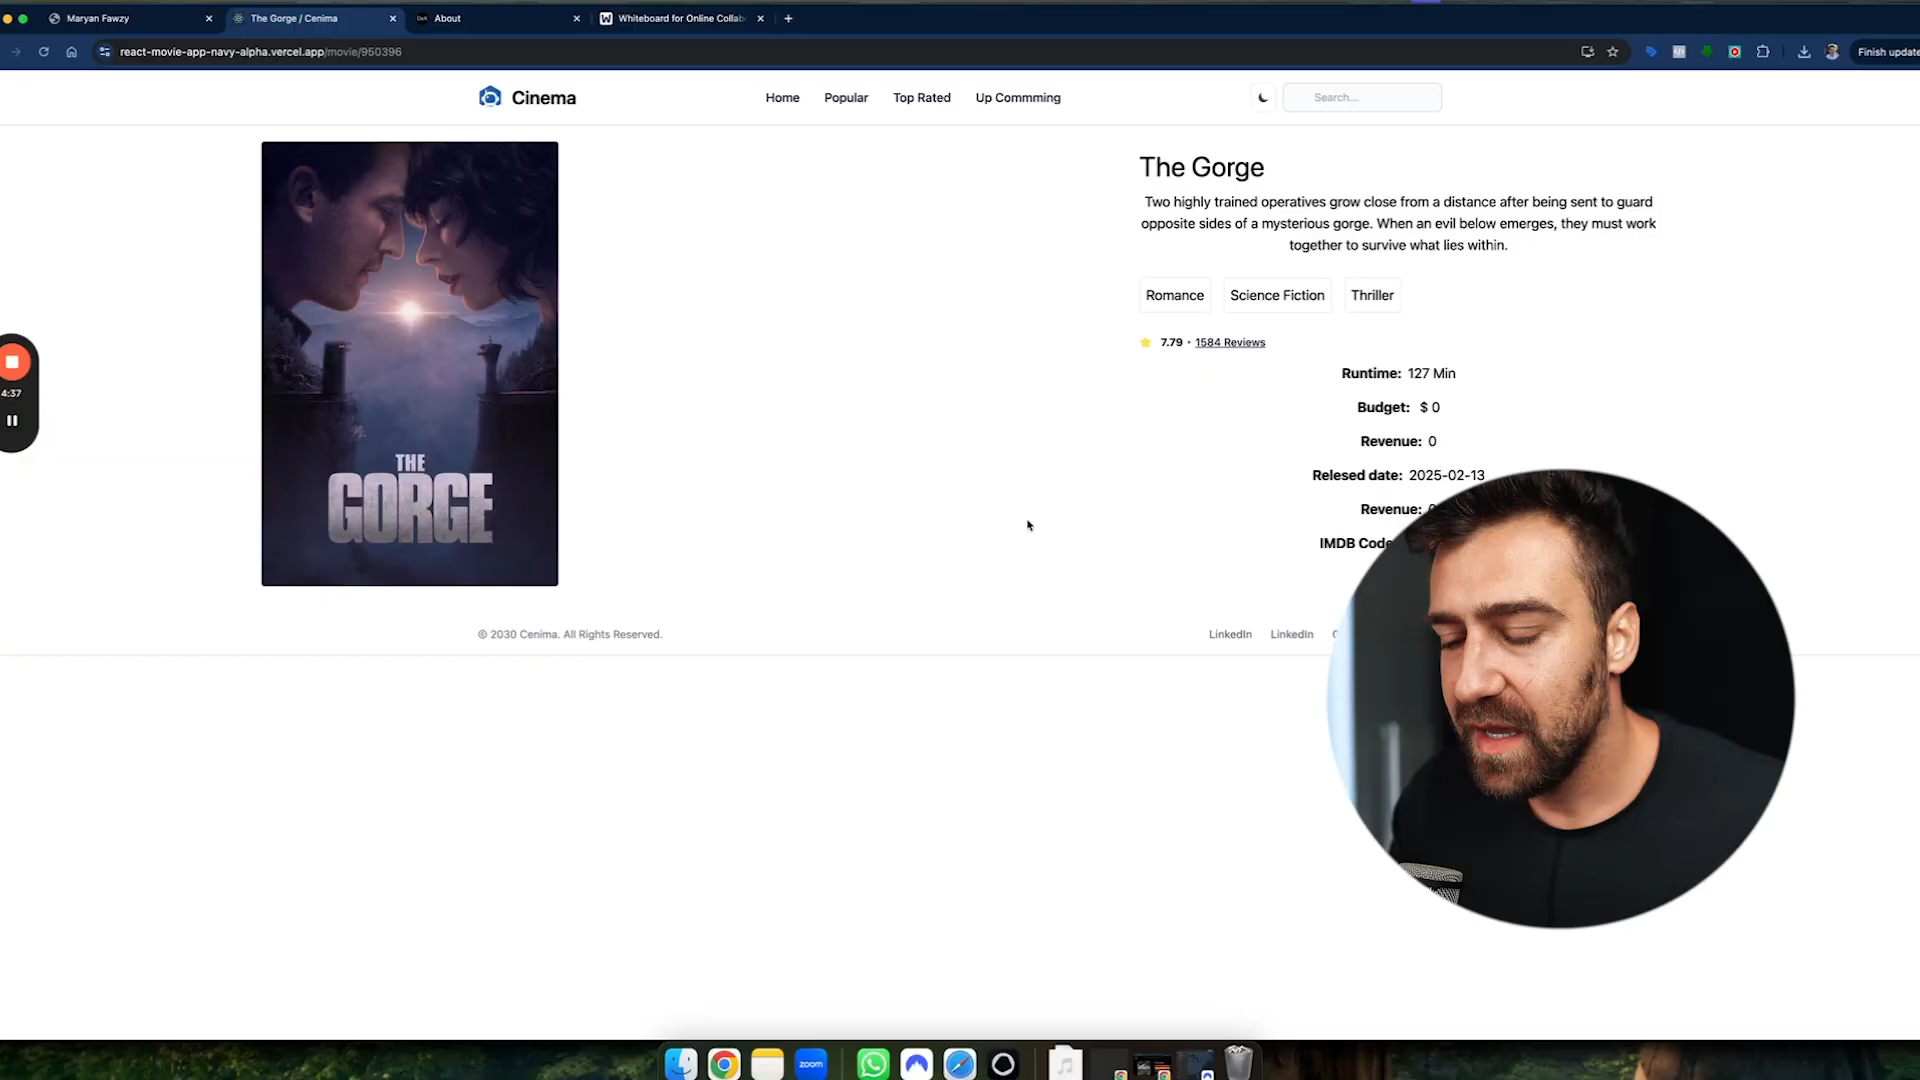 Maryan Fawzy
The Gorge / Cenima
About
Whiteboard for Online Collab
react-movie-app-navy-alpha.vercel.app/movie/950396
Finish update
Cinema
Home
Popular
Top Rated
Up Commming
Search...
The Gorge
Two highly trained operatives grow close from a distance after being sent to guard
opposite sides of a mysterious gorge. When an evil below emerges, they must work
together to survive what lies within.
Romance
Science Fiction
Thriller
7.79 • 1584 Reviews
Runtime: 127 Min
Budget: $ 0
Revenue: 0
Relesed date: 2025-02-13
Revenue:
IMDB Code
THE
GORGE
4:37
© 2030 Cenima. All Rights Reserved.
LinkedIn
LinkedIn
zoom